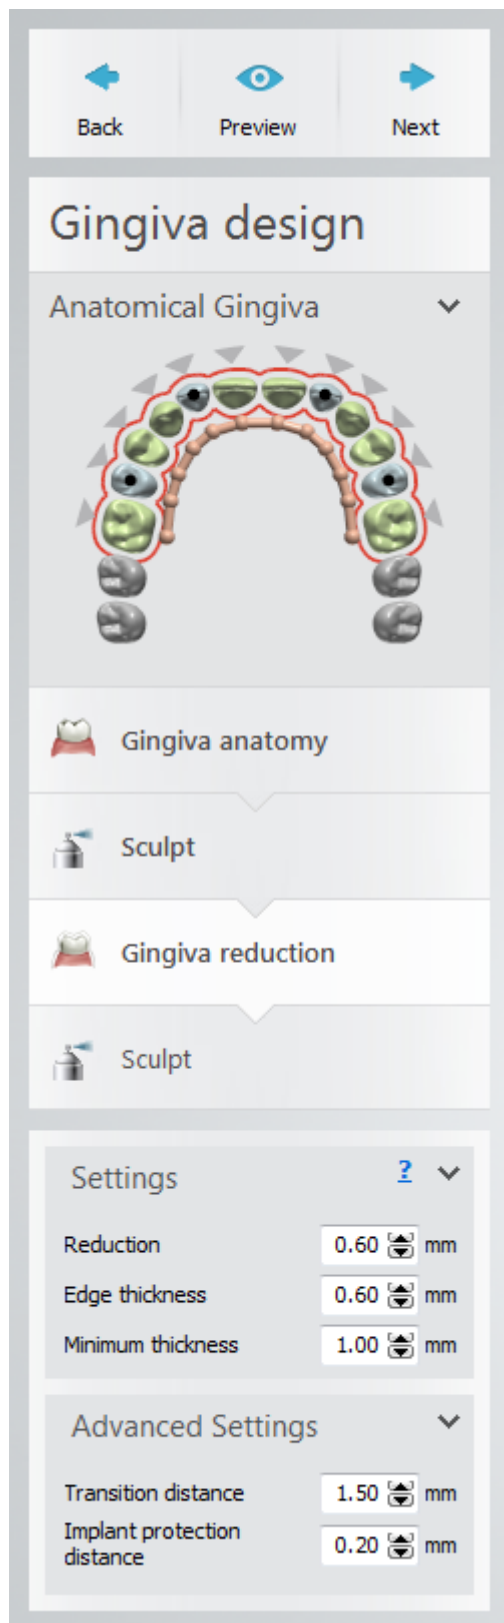 Back Preview Next
Gingiva design
Anatomical Gingiva
Gingiva anatomy
Sculpt
Gingiva reduction
Sculpt
Settings ?
Reduction 0.60 mm
Edge thickness 0.60 mm
Minimum thickness 1.00 mm
Advanced Settings
Transition distance 1.50 mm
Implant protection
distance 0.20 mm